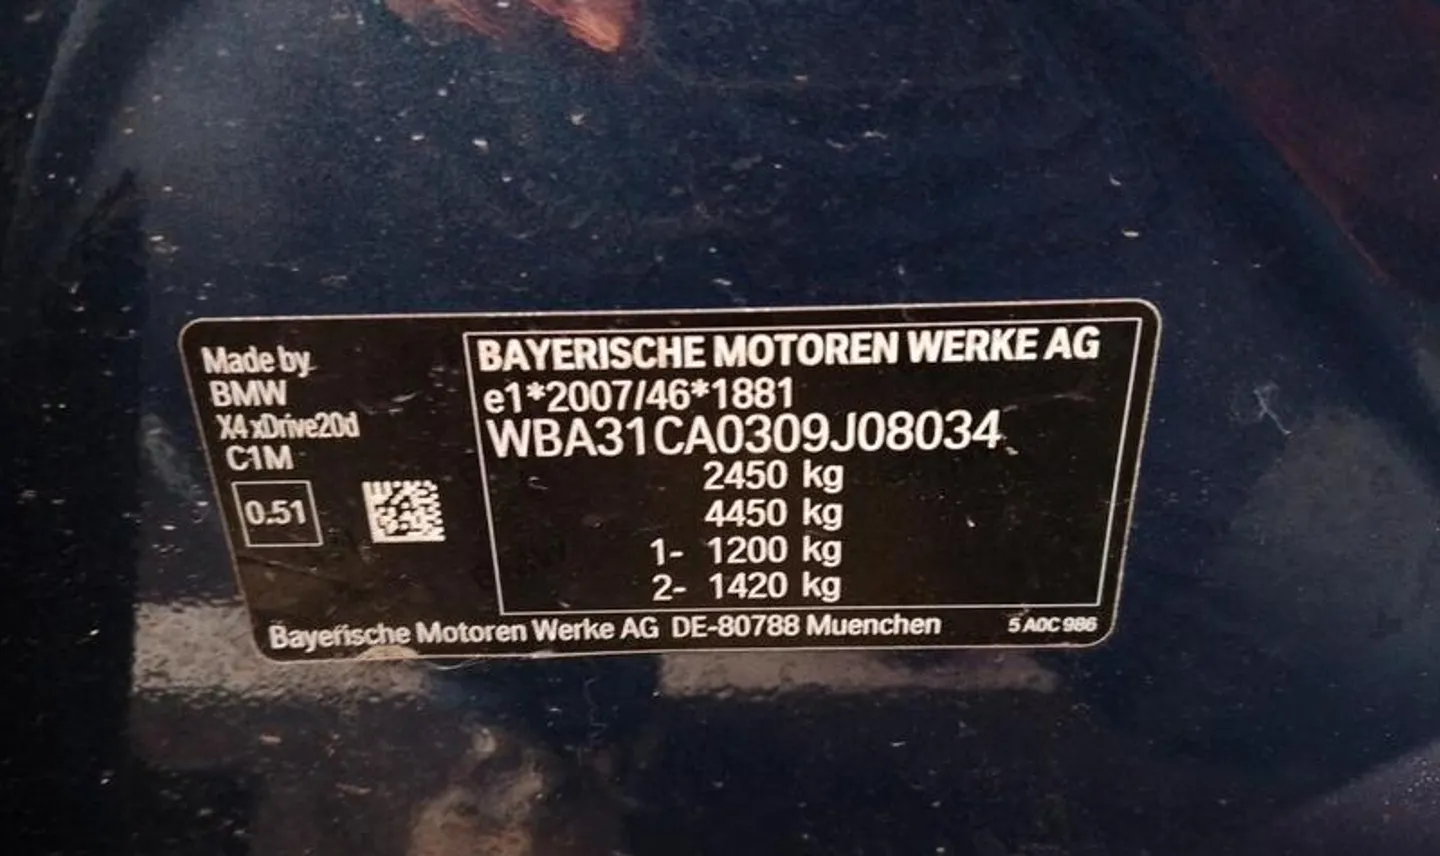 Made by
BMW
X4 xDrive20d
C1M
0.51
BAYERISCHE MOTOREN WERKE AG
e1*2007/46*1881
WBA31CA0309J08034
2450 kg
4450 kg
1- 1200 kg
2- 1420 kg
Bayerische Motoren Werke AG DE-80788 Muenchen
5 A0C 986